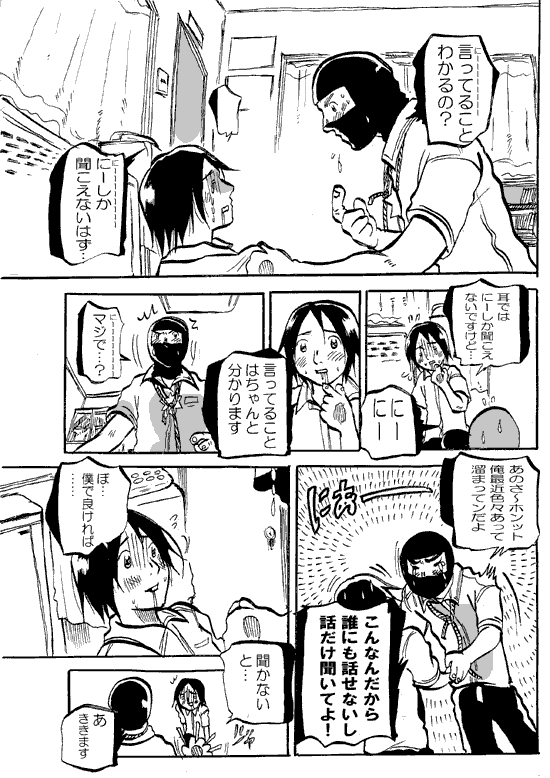 言ってること
わかるの？
にーしか
聞こえないはず…
耳では
にーしか聞こえ
ないですけど…
にー
にー
言ってること
はちゃんと
分かります
マジで…？
あのさ～ホンット
俺最近色々あって
溜まってンだよ
こんなんだから
誰にも話せないし
話だけ聞いてよ！
ぼ…
僕で良ければ
……
聞かない
と…
あ
ききます